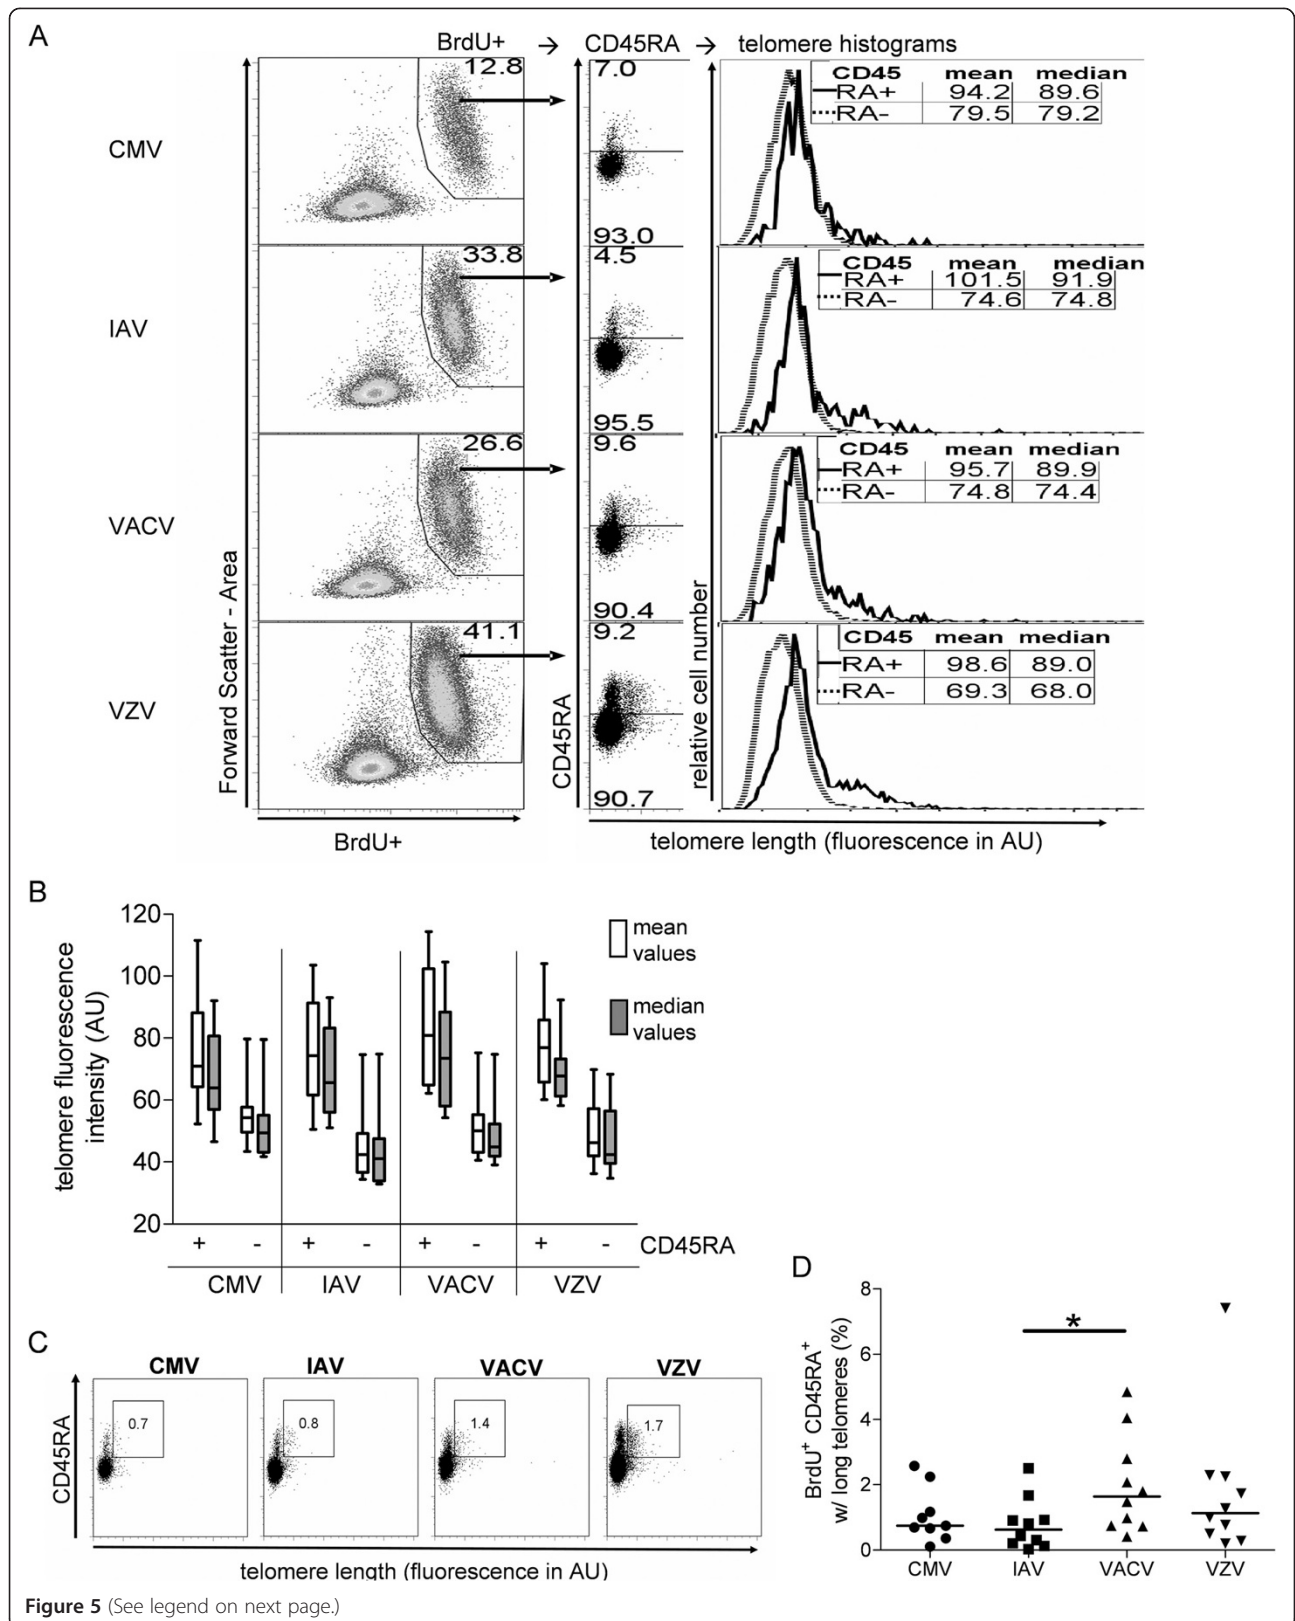 A
BrdU+ → CD45RA → telomere histograms
CMV
12.8
7.0
93.0
CD45 mean median
RA+ 94.2 89.6
RA- 79.5 79.2
IAV
33.8
4.5
95.5
CD45 mean median
RA+ 101.5 91.9
RA- 74.6 74.8
VACV
26.6
9.6
90.4
CD45 mean median
RA+ 95.7 89.9
RA- 74.8 74.4
VZV
41.1
9.2
90.7
CD45 mean median
RA+ 98.6 89.0
RA- 69.3 68.0
Forward Scatter - Area
CD45RA
relative cell number
BrdU+
telomere length (fluorescence in AU)
B
telomere fluorescence
intensity (AU)
120
100
80
60
40
20
mean
values
median
values
+ - + - + - + - CD45RA
CMV IAV VACV VZV
C
CMV IAV VACV VZV
0.7 0.8 1.4 1.7
CD45RA
telomere length (fluorescence in AU)
D
BrdU+ CD45RA+
w/ long telomeres (%)
8
6
4
2
0
*
CMV IAV VACV VZV
Figure 5 (See legend on next page.)